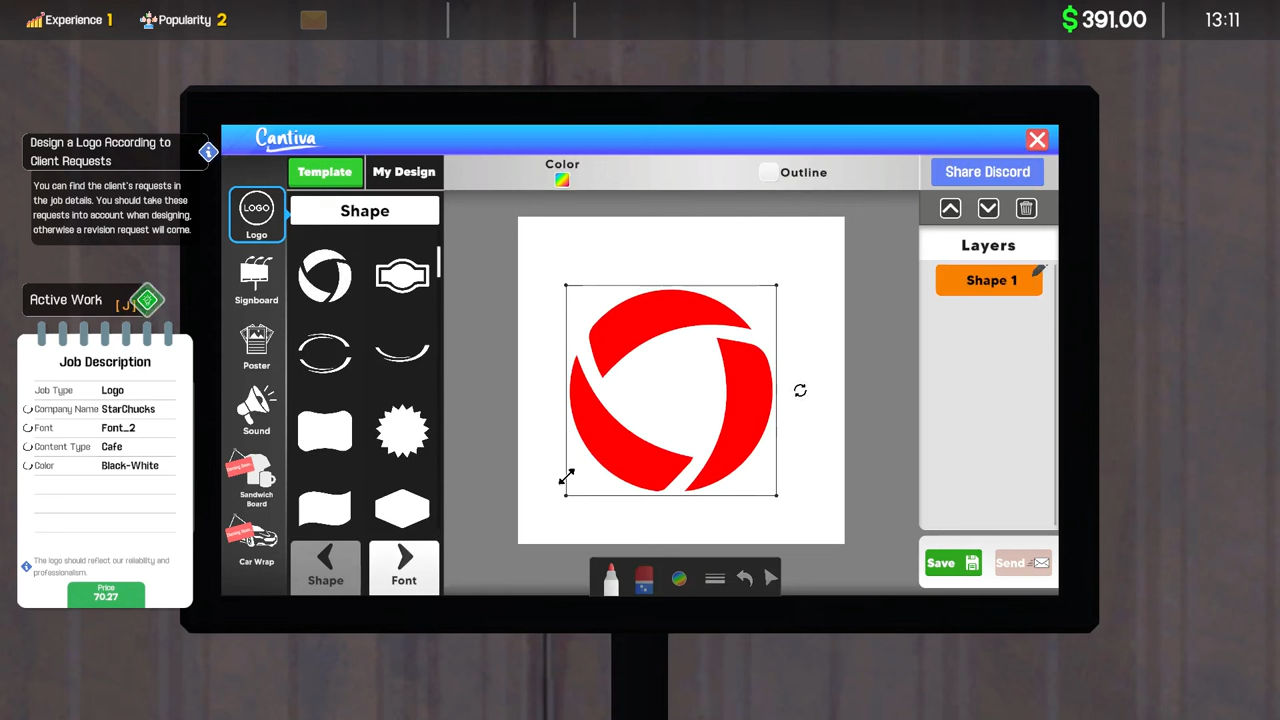 Experience 1
Popularity 2
$ 391.00
13:11
Design a Logo According to
Client Requests
You can find the client's requests in
the job details. You should take these
requests into account when designing,
otherwise a revision request will come.
Active Work
[J]
Job Description
Job Type Logo
Company Name StarChucks
Font Font_2
Content Type Cafe
Color Black-White
The logo should reflect our reliability and
professionalism.
Price
70.27
Cantiva
Template
My Design
Color
Outline
Share Discord
LOGO
Logo
Signboard
Poster
Sound
Coming Soon
Sandwich
Board
Coming Soon
Car Wrap
Shape
Shape
Font
Layers
Shape 1
Save
Send